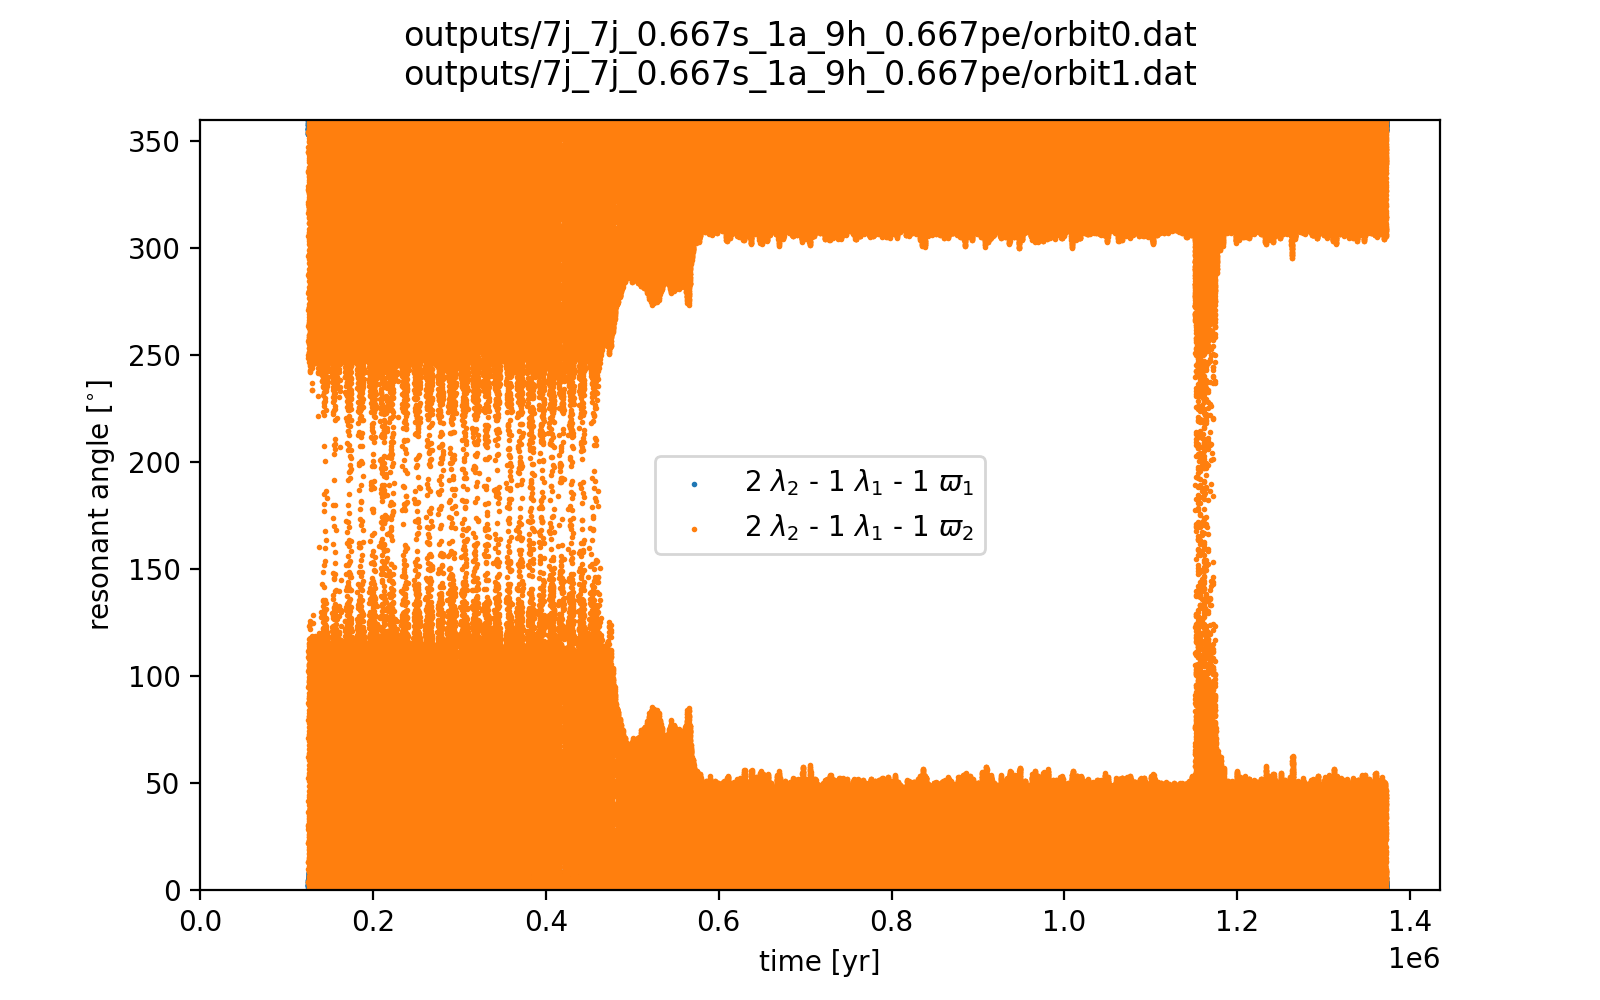 outputs/7j_7j_0.667s_1a_9h_0.667pe/orbit0.dat
outputs/7j_7j_0.667s_1a_9h_0.667pe/orbit1.dat
350
300
250
200
150
100
50
0
resonant angle [°]
2 λ₂ - 1 λ₁ - 1 ϖ₁
2 λ₂ - 1 λ₁ - 1 ϖ₂
0.0 0.2 0.4 0.6 0.8 1.0 1.2 1.4
1e6
time [yr]